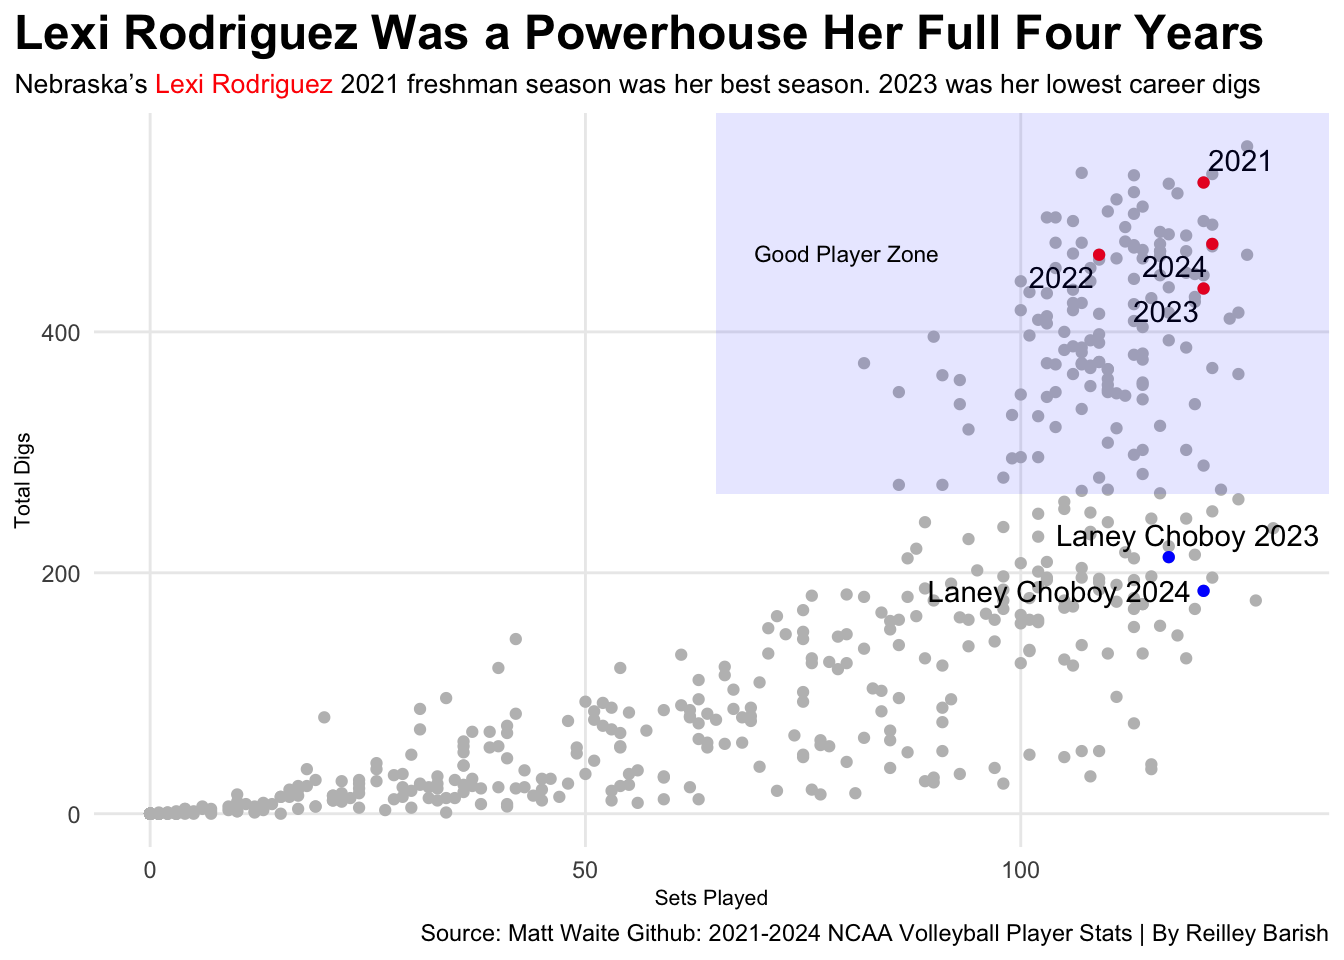 Lexi Rodriguez Was a Powerhouse Her Full Four Years
Nebraska’s Lexi Rodriguez 2021 freshman season was her best season. 2023 was her lowest career digs
2021
Good Player Zone
2024
2022
2023
400
Total Digs
Laney Choboy 2023
200
Laney Choboy 2024
0
0
50
100
Sets Played
Source: Matt Waite Github: 2021-2024 NCAA Volleyball Player Stats | By Reilley Barish